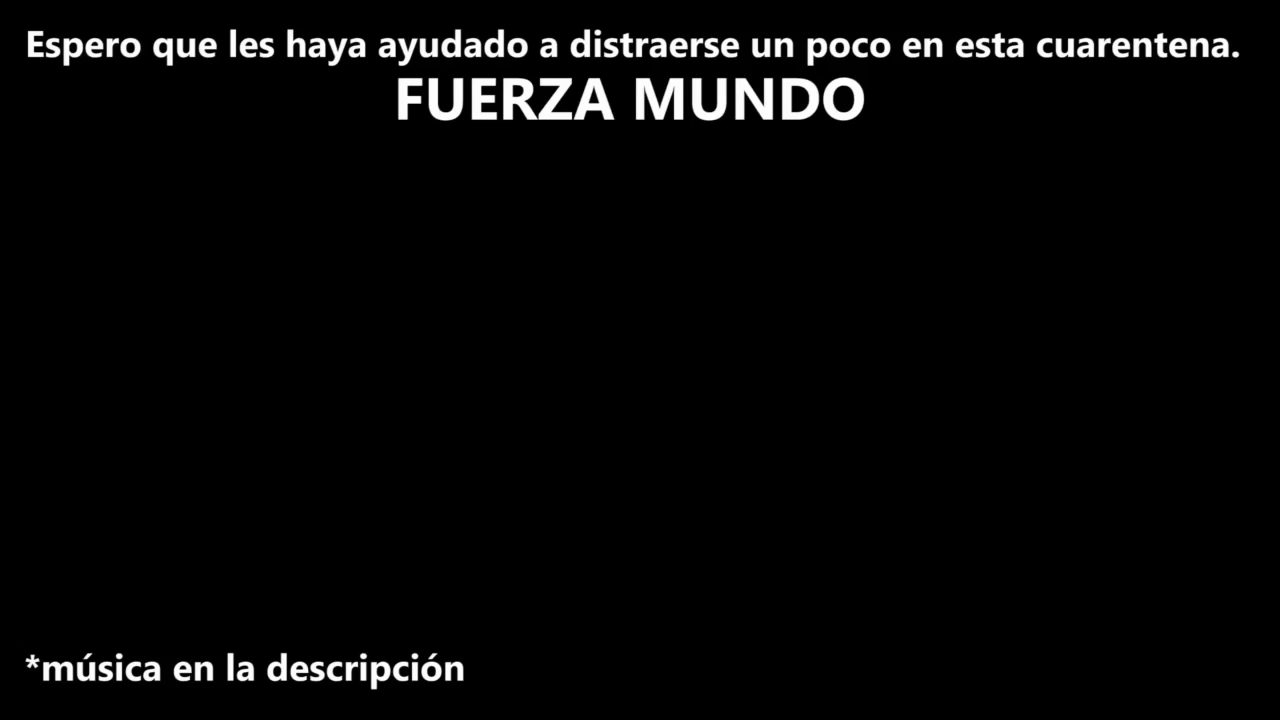 Espero que les haya ayudado a distraerse un poco en esta cuarentena.
FUERZA MUNDO
*música en la descripción